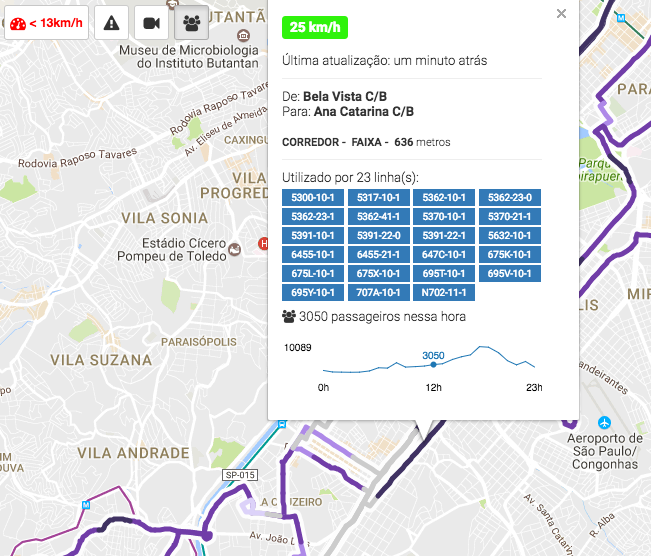 < 13km/h
BUTANTÃ
Museu de Microbiologia
do Instituto Butantan
Rodovia Raposo Tavares
Av. Eliseu de Almeida
CAXINGUI
Rodovia Raposo Tavares
VILA
PROGRED
VILA SONIA
Estádio Cícero
Pompeu de Toledo
H
PARAISÓPOLIS
VILA SUZANA
VILA ANDRADE
SP-015
M
M
Av. João
25 km/h
×
Última atualização: um minuto atrás
De: Bela Vista C/B
Para: Ana Catarina C/B
CORREDOR - FAIXA - 636 metros
Utilizado por 23 linha(s):
5300-10-1 5317-10-1 5362-10-1 5362-23-0
5362-23-1 5362-41-1 5370-10-1 5370-21-1
5391-10-1 5391-22-0 5391-22-1 5632-10-1
6455-10-1 6455-21-1 647C-10-1 675K-10-1
675L-10-1 675X-10-1 695T-10-1 695V-10-1
695Y-10-1 707A-10-1 N702-11-1
3050 passageiros nessa hora
10089
3050
0h 12h 23h
PARA
Parque
birapuer
MIR
OLIS
Bandeirantes
Aeroporto de
São Paulo/
Congonhas
A CRUZEIRO
Av. Santa Catarina